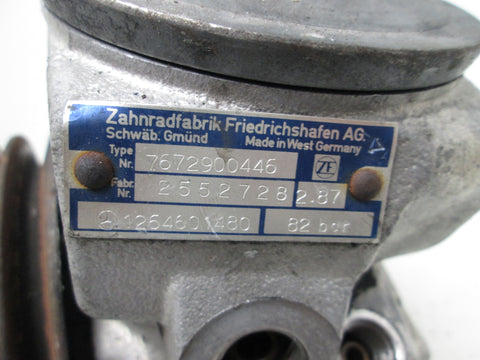 Zahnradfabrik Friedrichshafen AG.
Schwäb. Gmünd Made in West Germany
Type Nr. 7672900446 ZF
Fabr. Nr. 2552728 2.87
1264601480 82 bar